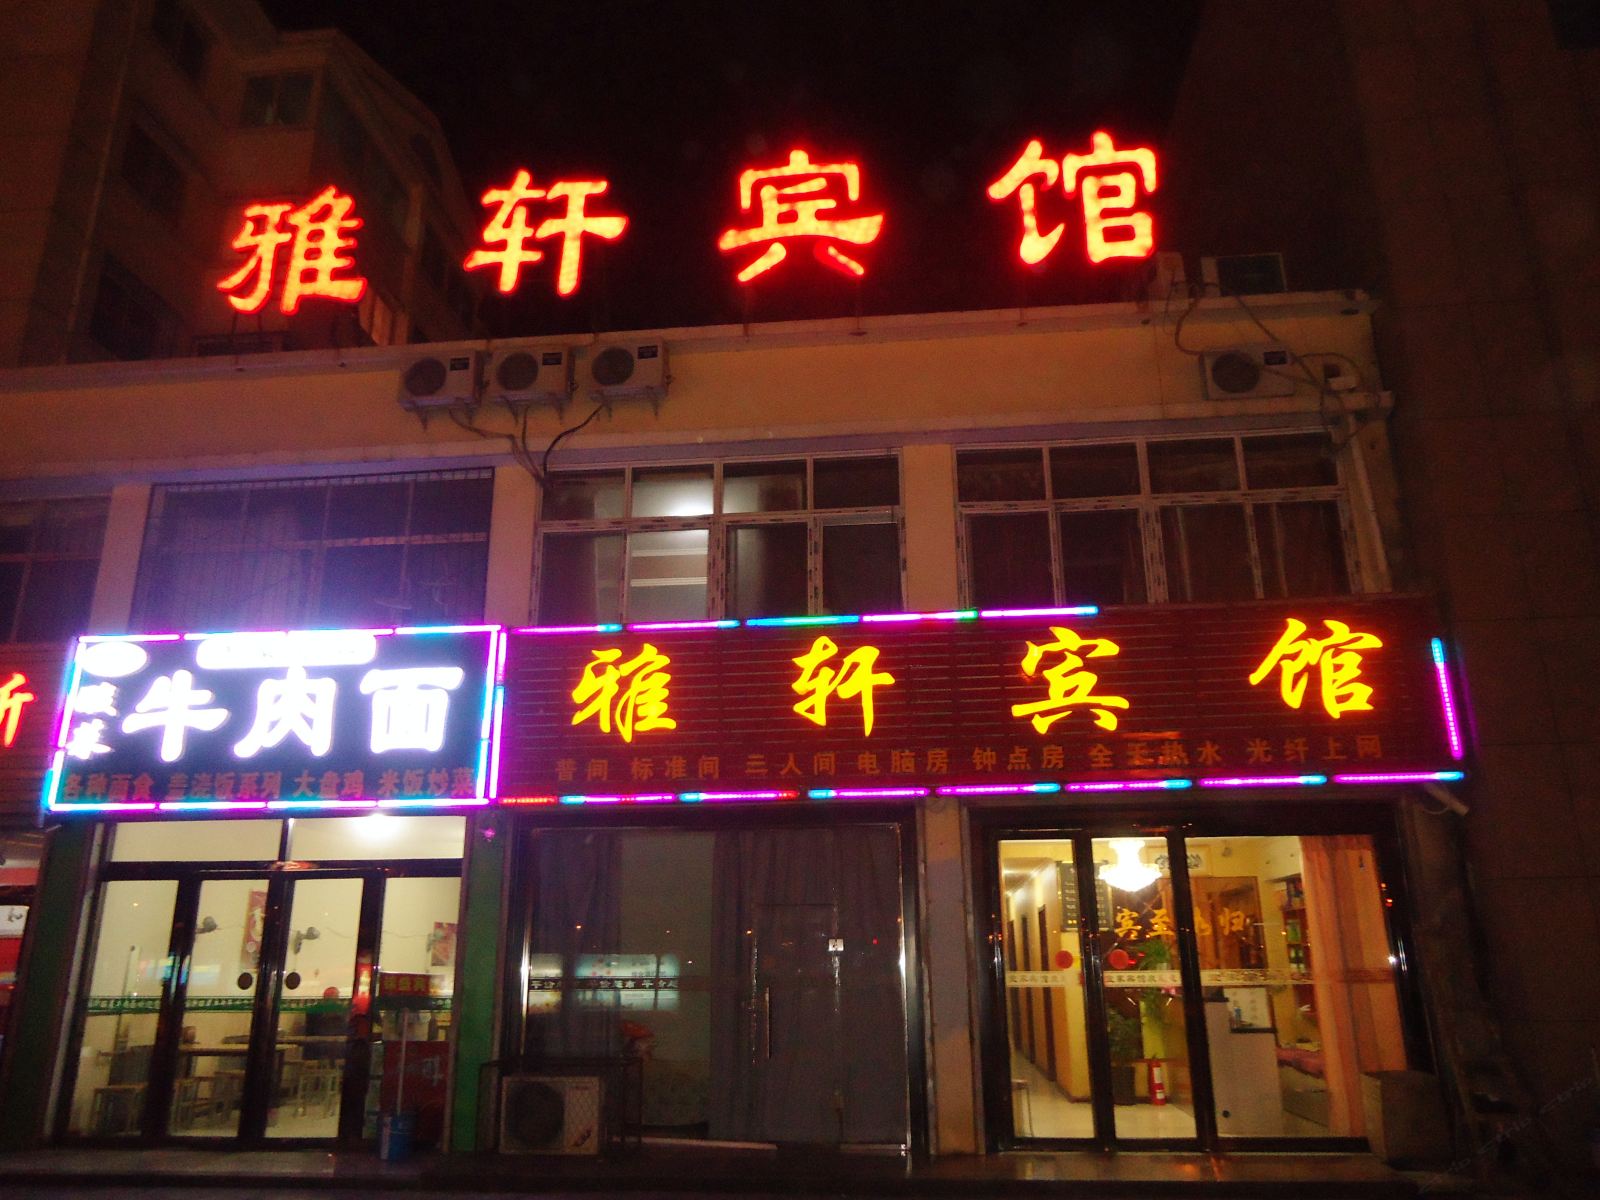 雅轩宾馆
牛肉面
各种面食 盖浇饭系列 大盘鸡 米饭炒菜
雅轩宾馆
普间 标准间 三人间 电脑房 钟点房 全天热水 光纤上网
宾至如归